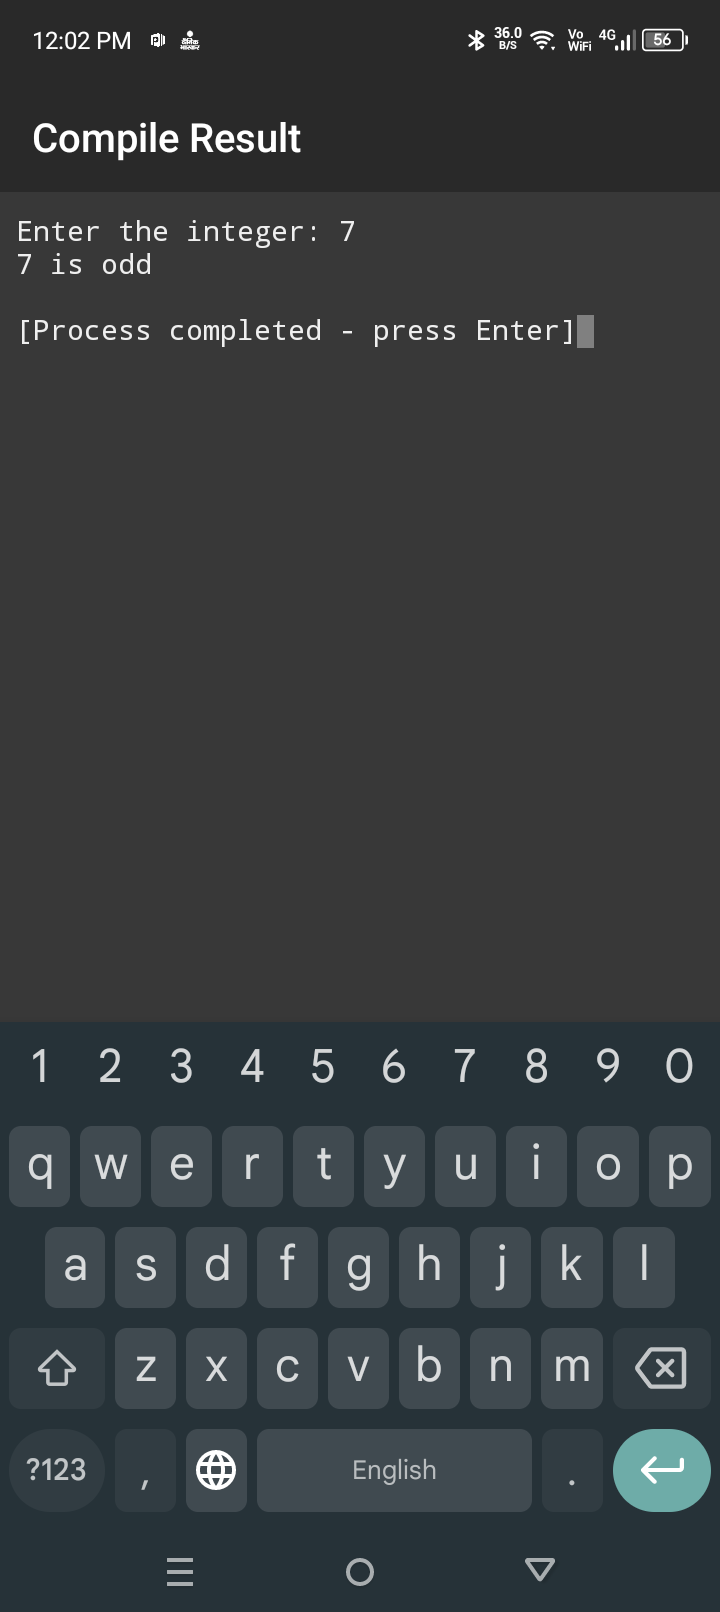 12:02 PM
36.0
B/S
Vo
WiFi
4G
56
Compile Result
Enter the integer: 7
7 is odd
[Process completed - press Enter]
1 2 3 4 5 6 7 8 9 0
q w e r t y u i o p
a s d f g h j k l
z x c v b n m
?123 , English .